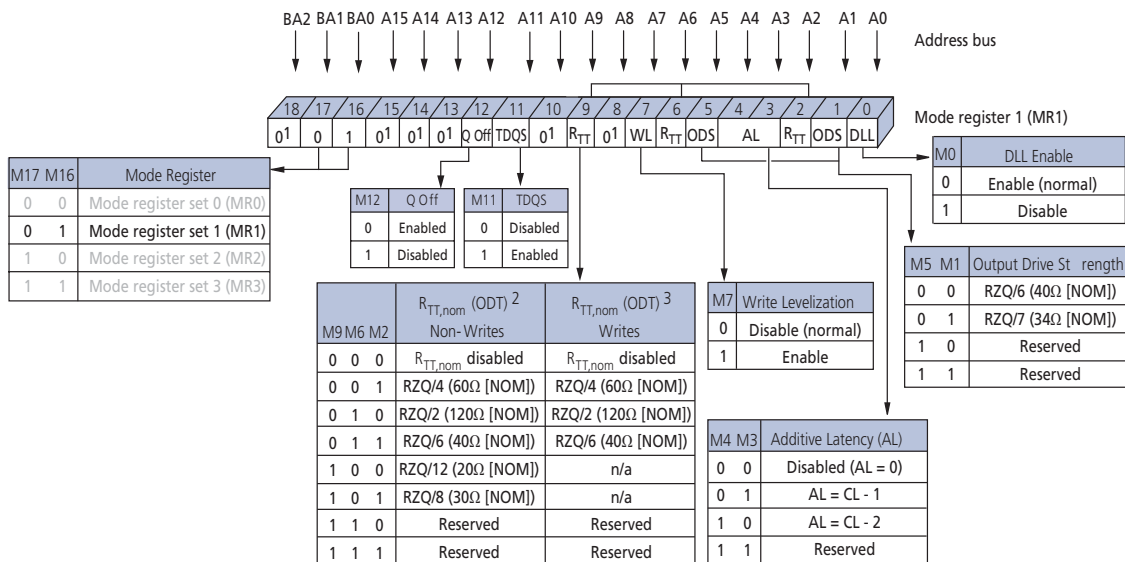 BA2 BA1 BA0 A15 A14 A13 A12 A11 A10 A9 A8 A7 A6 A5 A4 A3 A2 A1 A0
Address bus
18 17 16 15 14 13 12 11 10 9 8 7 6 5 4 3 2 1 0
0¹ 0 1 0¹ 0¹ 0¹ Q Off TDQS 0¹ RTT 0¹ WL RTT ODS AL RTT ODS DLL
Mode register 1 (MR1)
M17 M16 Mode Register
0 0 Mode register set 0 (MR0)
0 1 Mode register set 1 (MR1)
1 0 Mode register set 2 (MR2)
1 1 Mode register set 3 (MR3)
M12 Q Off
0 Enabled
1 Disabled
M11 TDQS
0 Disabled
1 Enabled
M0 DLL Enable
0 Enable (normal)
1 Disable
M5 M1 Output Drive St rength
0 0 RZQ/6 (40Ω [NOM])
0 1 RZQ/7 (34Ω [NOM])
1 0 Reserved
1 1 Reserved
M9 M6 M2 RTT,nom (ODT) 2 Non-Writes RTT,nom (ODT) 3 Writes
0 0 0 RTT,nom disabled RTT,nom disabled
0 0 1 RZQ/4 (60Ω [NOM]) RZQ/4 (60Ω [NOM])
0 1 0 RZQ/2 (120Ω [NOM]) RZQ/2 (120Ω [NOM])
0 1 1 RZQ/6 (40Ω [NOM]) RZQ/6 (40Ω [NOM])
1 0 0 RZQ/12 (20Ω [NOM]) n/a
1 0 1 RZQ/8 (30Ω [NOM]) n/a
1 1 0 Reserved Reserved
1 1 1 Reserved Reserved
M7 Write Levelization
0 Disable (normal)
1 Enable
M4 M3 Additive Latency (AL)
0 0 Disabled (AL = 0)
0 1 AL = CL - 1
1 0 AL = CL - 2
1 1 Reserved